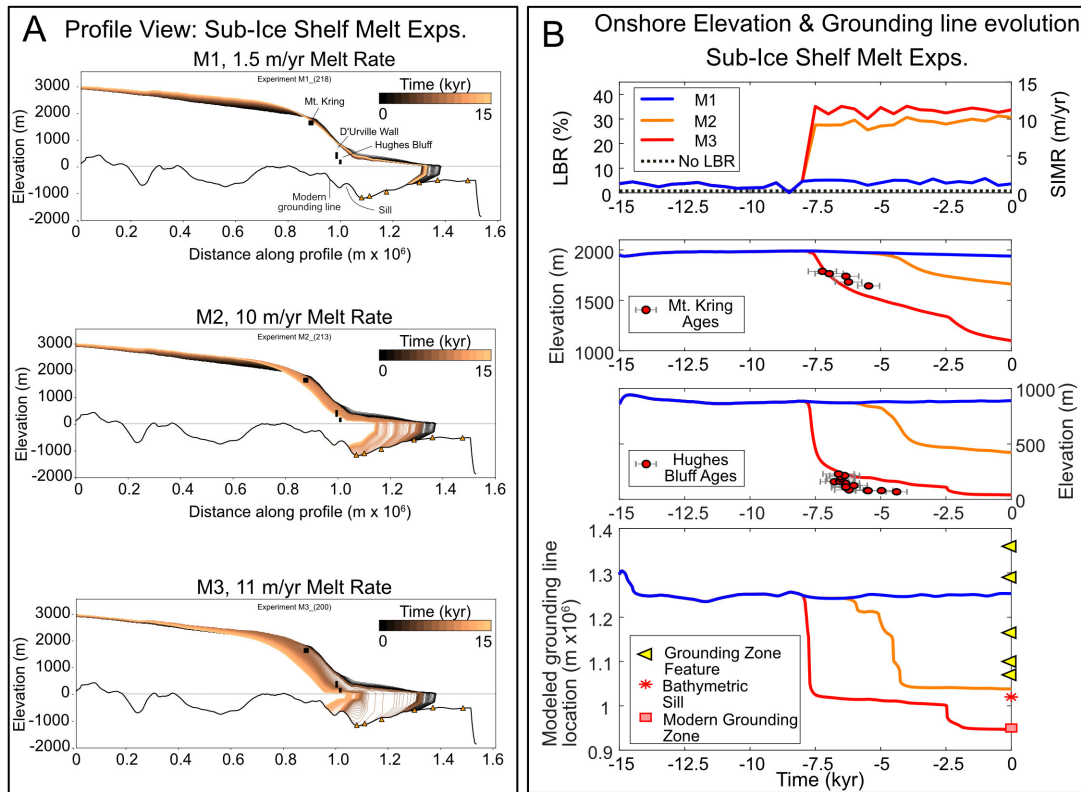 A Profile View: Sub-Ice Shelf Melt Exps.
M1, 1.5 m/yr Melt Rate
Experiment M1_(218)
Time (kyr)
0 15
Mt. Kring
D'Urville Wall
Hughes Bluff
Modern
grounding line
Sill
Elevation (m)
3000
2000
1000
0
-1000
-2000
0.0 0.2 0.4 0.6 0.8 1.0 1.2 1.4 1.6
Distance along profile (m x 10⁶)
M2, 10 m/yr Melt Rate
Experiment M2_(213)
Time (kyr)
0 15
Elevation (m)
3000
2000
1000
0
-1000
-2000
0.0 0.2 0.4 0.6 0.8 1.0 1.2 1.4 1.6
Distance along profile (m x 10⁶)
M3, 11 m/yr Melt Rate
Experiment M3_(200)
Time (kyr)
0 15
Elevation (m)
3000
2000
1000
0
-1000
-2000
0.0 0.2 0.4 0.6 0.8 1.0 1.2 1.4 1.6
Distance along profile (m x 10⁶)
B Onshore Elevation & Grounding line evolution
Sub-Ice Shelf Melt Exps.
LBR (%)
40
30
20
10
0
M1
M2
M3
No LBR
15
10
5
0
SIMR (m/yr)
-15 -12.5 -10 -7.5 -5 -2.5 0
Elevation (m)
2000
1500
1000
Mt. Kring
Ages
-15 -12.5 -10 -7.5 -5 -2.5 0
1000
500
0
Elevation (m)
Hughes
Bluff Ages
-15 -12.5 -10 -7.5 -5 -2.5 0
Modeled grounding line
location (m x10⁶)
1.4
1.3
1.2
1.1
1
0.9
Grounding Zone
Feature
Bathymetric
Sill
Modern Grounding
Zone
-15 -12.5 -10 -7.5 -5 -2.5 0
Time (kyr)